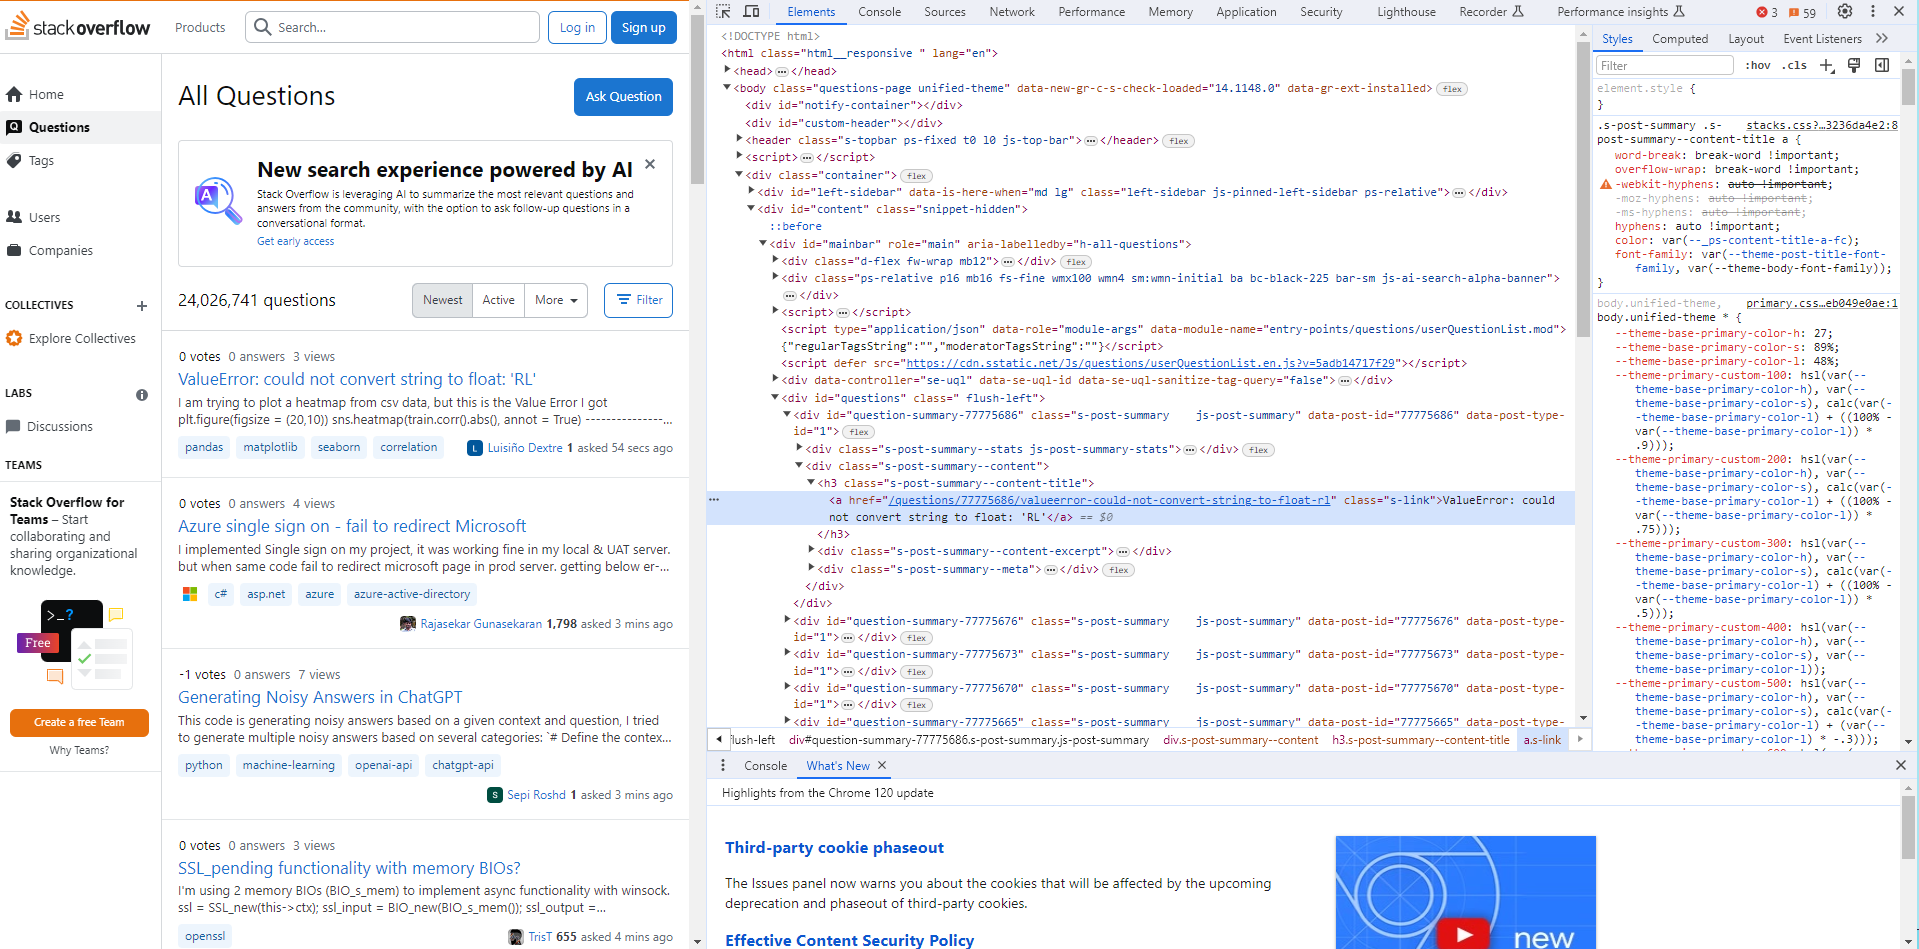 stackoverflow
Products
Search...
Log in
Sign up
Home
Questions
Tags
Users
Companies
COLLECTIVES
Explore Collectives
LABS
Discussions
TEAMS
Stack Overflow for
Teams – Start
collaborating and
sharing organizational
knowledge.
>_?
Free
Create a free Team
Why Teams?
All Questions
Ask Question
New search experience powered by AI
Stack Overflow is leveraging AI to summarize the most relevant questions and
answers from the community, with the option to ask follow-up questions in a
conversational format.
Get early access
24,026,741 questions
Newest
Active
More
Filter
0 votes 0 answers 3 views
ValueError: could not convert string to float: 'RL'
I am trying to plot a heatmap from csv data, but this is the Value Error I got
plt.figure(figsize = (20,10)) sns.heatmap(train.corr().abs(), annot = True) ---------------...
pandas matplotlib seaborn correlation
Luisiño Dextre 1 asked 54 secs ago
0 votes 0 answers 4 views
Azure single sign on - fail to redirect Microsoft
I implemented Single sign on my project, it was working fine in my local & UAT server.
but when same code fail to redirect microsoft page in prod server. getting below er-...
c# asp.net azure azure-active-directory
Rajasekar Gunasekaran 1,798 asked 3 mins ago
-1 votes 0 answers 7 views
Generating Noisy Answers in ChatGPT
This code is generating noisy answers based on a given context and question, I tried
to generate multiple noisy answers based on several categories: `# Define the contex...
python machine-learning openai-api chatgpt-api
Sepi Roshd 1 asked 3 mins ago
0 votes 0 answers 3 views
SSL_pending functionality with memory BIOs?
I'm using 2 memory BIOs (BIO_s_mem) to implement async functionality with winsock.
ssl = SSL_new(this->ctx); ssl_input = BIO_new(BIO_s_mem()); ssl_output =...
openssl
TrisT 655 asked 4 mins ago
Elements Console Sources Network Performance Memory Application Security Lighthouse Recorder Performance insights 3 59
<!DOCTYPE html>
<html class="html__responsive " lang="en">
<head> ... </head>
<body class="questions-page unified-theme" data-new-gr-c-s-check-loaded="14.1148.0" data-gr-ext-installed> flex
<div id="notify-container"></div>
<div id="custom-header"></div>
<header class="s-topbar ps-fixed t0 l0 js-top-bar"> ... </header> flex
<script> ... </script>
<div class="container"> flex
<div id="left-sidebar" data-is-here-when="md lg" class="left-sidebar js-pinned-left-sidebar ps-relative"> ... </div>
<div id="content" class="snippet-hidden">
::before
<div id="mainbar" role="main" aria-labelledby="h-all-questions">
<div class="d-flex fw-wrap mb12"> ... </div> flex
<div class="ps-relative p16 mb16 fs-fine wmx100 wmn4 sm:wmn-initial ba bc-black-225 bar-sm js-ai-search-alpha-banner">
... </div>
<script> ... </script>
<script type="application/json" data-role="module-args" data-module-name="entry-points/questions/userQuestionList.mod">
{"regularTagsString":"","moderatorTagsString":""}</script>
<script defer src="https://cdn.sstatic.net/Js/questions/userQuestionList.en.js?v=5adb14717f29"></script>
<div data-controller="se-uql" data-se-uql-id data-se-uql-sanitize-tag-query="false"> ... </div>
<div id="questions" class=" flush-left">
<div id="question-summary-77775686" class="s-post-summary    js-post-summary" data-post-id="77775686" data-post-type-
id="1"> flex
<div class="s-post-summary--stats js-post-summary-stats"> ... </div> flex
<div class="s-post-summary--content">
<h3 class="s-post-summary--content-title">
<a href="/questions/77775686/valueerror-could-not-convert-string-to-float-rl" class="s-link">ValueError: could
not convert string to float: 'RL'</a> == $0
</h3>
<div class="s-post-summary--content-excerpt"> ... </div>
<div class="s-post-summary--meta"> ... </div> flex
</div>
</div>
<div id="question-summary-77775676" class="s-post-summary    js-post-summary" data-post-id="77775676" data-post-type-
id="1"> ... </div> flex
<div id="question-summary-77775673" class="s-post-summary    js-post-summary" data-post-id="77775673" data-post-type-
id="1"> ... </div> flex
<div id="question-summary-77775670" class="s-post-summary    js-post-summary" data-post-id="77775670" data-post-type-
id="1"> ... </div> flex
<div id="question-summary-77775665" class="s-post-summary    js-post-summary" data-post-id="77775665" data-post-type-
flush-left div#question-summary-77775686.s-post-summary.js-post-summary div.s-post-summary--content h3.s-post-summary--content-title a.s-link
Console What's New
Highlights from the Chrome 120 update
Third-party cookie phaseout
The Issues panel now warns you about the cookies that will be affected by the upcoming
deprecation and phaseout of third-party cookies.
Effective Content Security Policy
new
Styles Computed Layout Event Listeners
Filter
:hov .cls
element.style {
}
.s-post-summary .s- stacks.css?…3236da4e2:8
post-summary--content-title a {
word-break: break-word !important;
overflow-wrap: break-word !important;
-webkit-hyphens: auto !important;
-moz-hyphens: auto !important;
-ms-hyphens: auto !important;
hyphens: auto !important;
color: var(--_ps-content-title-a-fc);
font-family: var(--theme-post-title-font-
family, var(--theme-body-font-family));
}
body.unified-theme, primary.css…eb049e0ae:1
body.unified-theme * {
--theme-base-primary-color-h: 27;
--theme-base-primary-color-s: 89%;
--theme-base-primary-color-l: 48%;
--theme-primary-custom-100: hsl(var(--
theme-base-primary-color-h), var(--
theme-base-primary-color-s), calc(var(-
-theme-base-primary-color-l) + ((100% -
var(--theme-base-primary-color-l)) *
.9)));
--theme-primary-custom-200: hsl(var(--
theme-base-primary-color-h), var(--
theme-base-primary-color-s), calc(var(-
-theme-base-primary-color-l) + ((100% -
var(--theme-base-primary-color-l)) *
.75)));
--theme-primary-custom-300: hsl(var(--
theme-base-primary-color-h), var(--
theme-base-primary-color-s), calc(var(-
-theme-base-primary-color-l) + ((100% -
var(--theme-base-primary-color-l)) *
.5)));
--theme-primary-custom-400: hsl(var(--
theme-base-primary-color-h), var(--
theme-base-primary-color-s), var(--
theme-base-primary-color-l));
--theme-primary-custom-500: hsl(var(--
theme-base-primary-color-h), var(--
theme-base-primary-color-s), calc(var(-
-theme-base-primary-color-l) + (var(--
theme-base-primary-color-l) * -.3)));